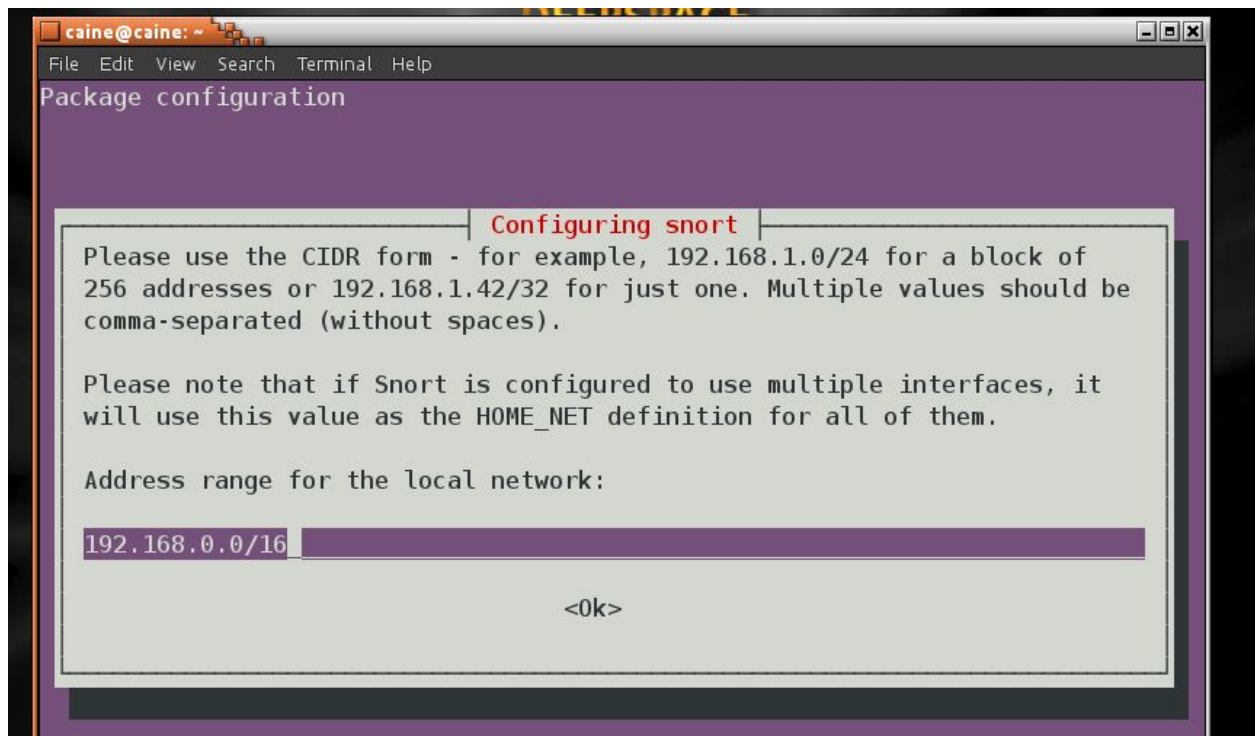 caine@caine: ~
File Edit View Search Terminal Help
Package configuration
Configuring snort
Please use the CIDR form - for example, 192.168.1.0/24 for a block of
256 addresses or 192.168.1.42/32 for just one. Multiple values should be
comma-separated (without spaces).
Please note that if Snort is configured to use multiple interfaces, it
will use this value as the HOME_NET definition for all of them.
Address range for the local network:
192.168.0.0/16
<Ok>